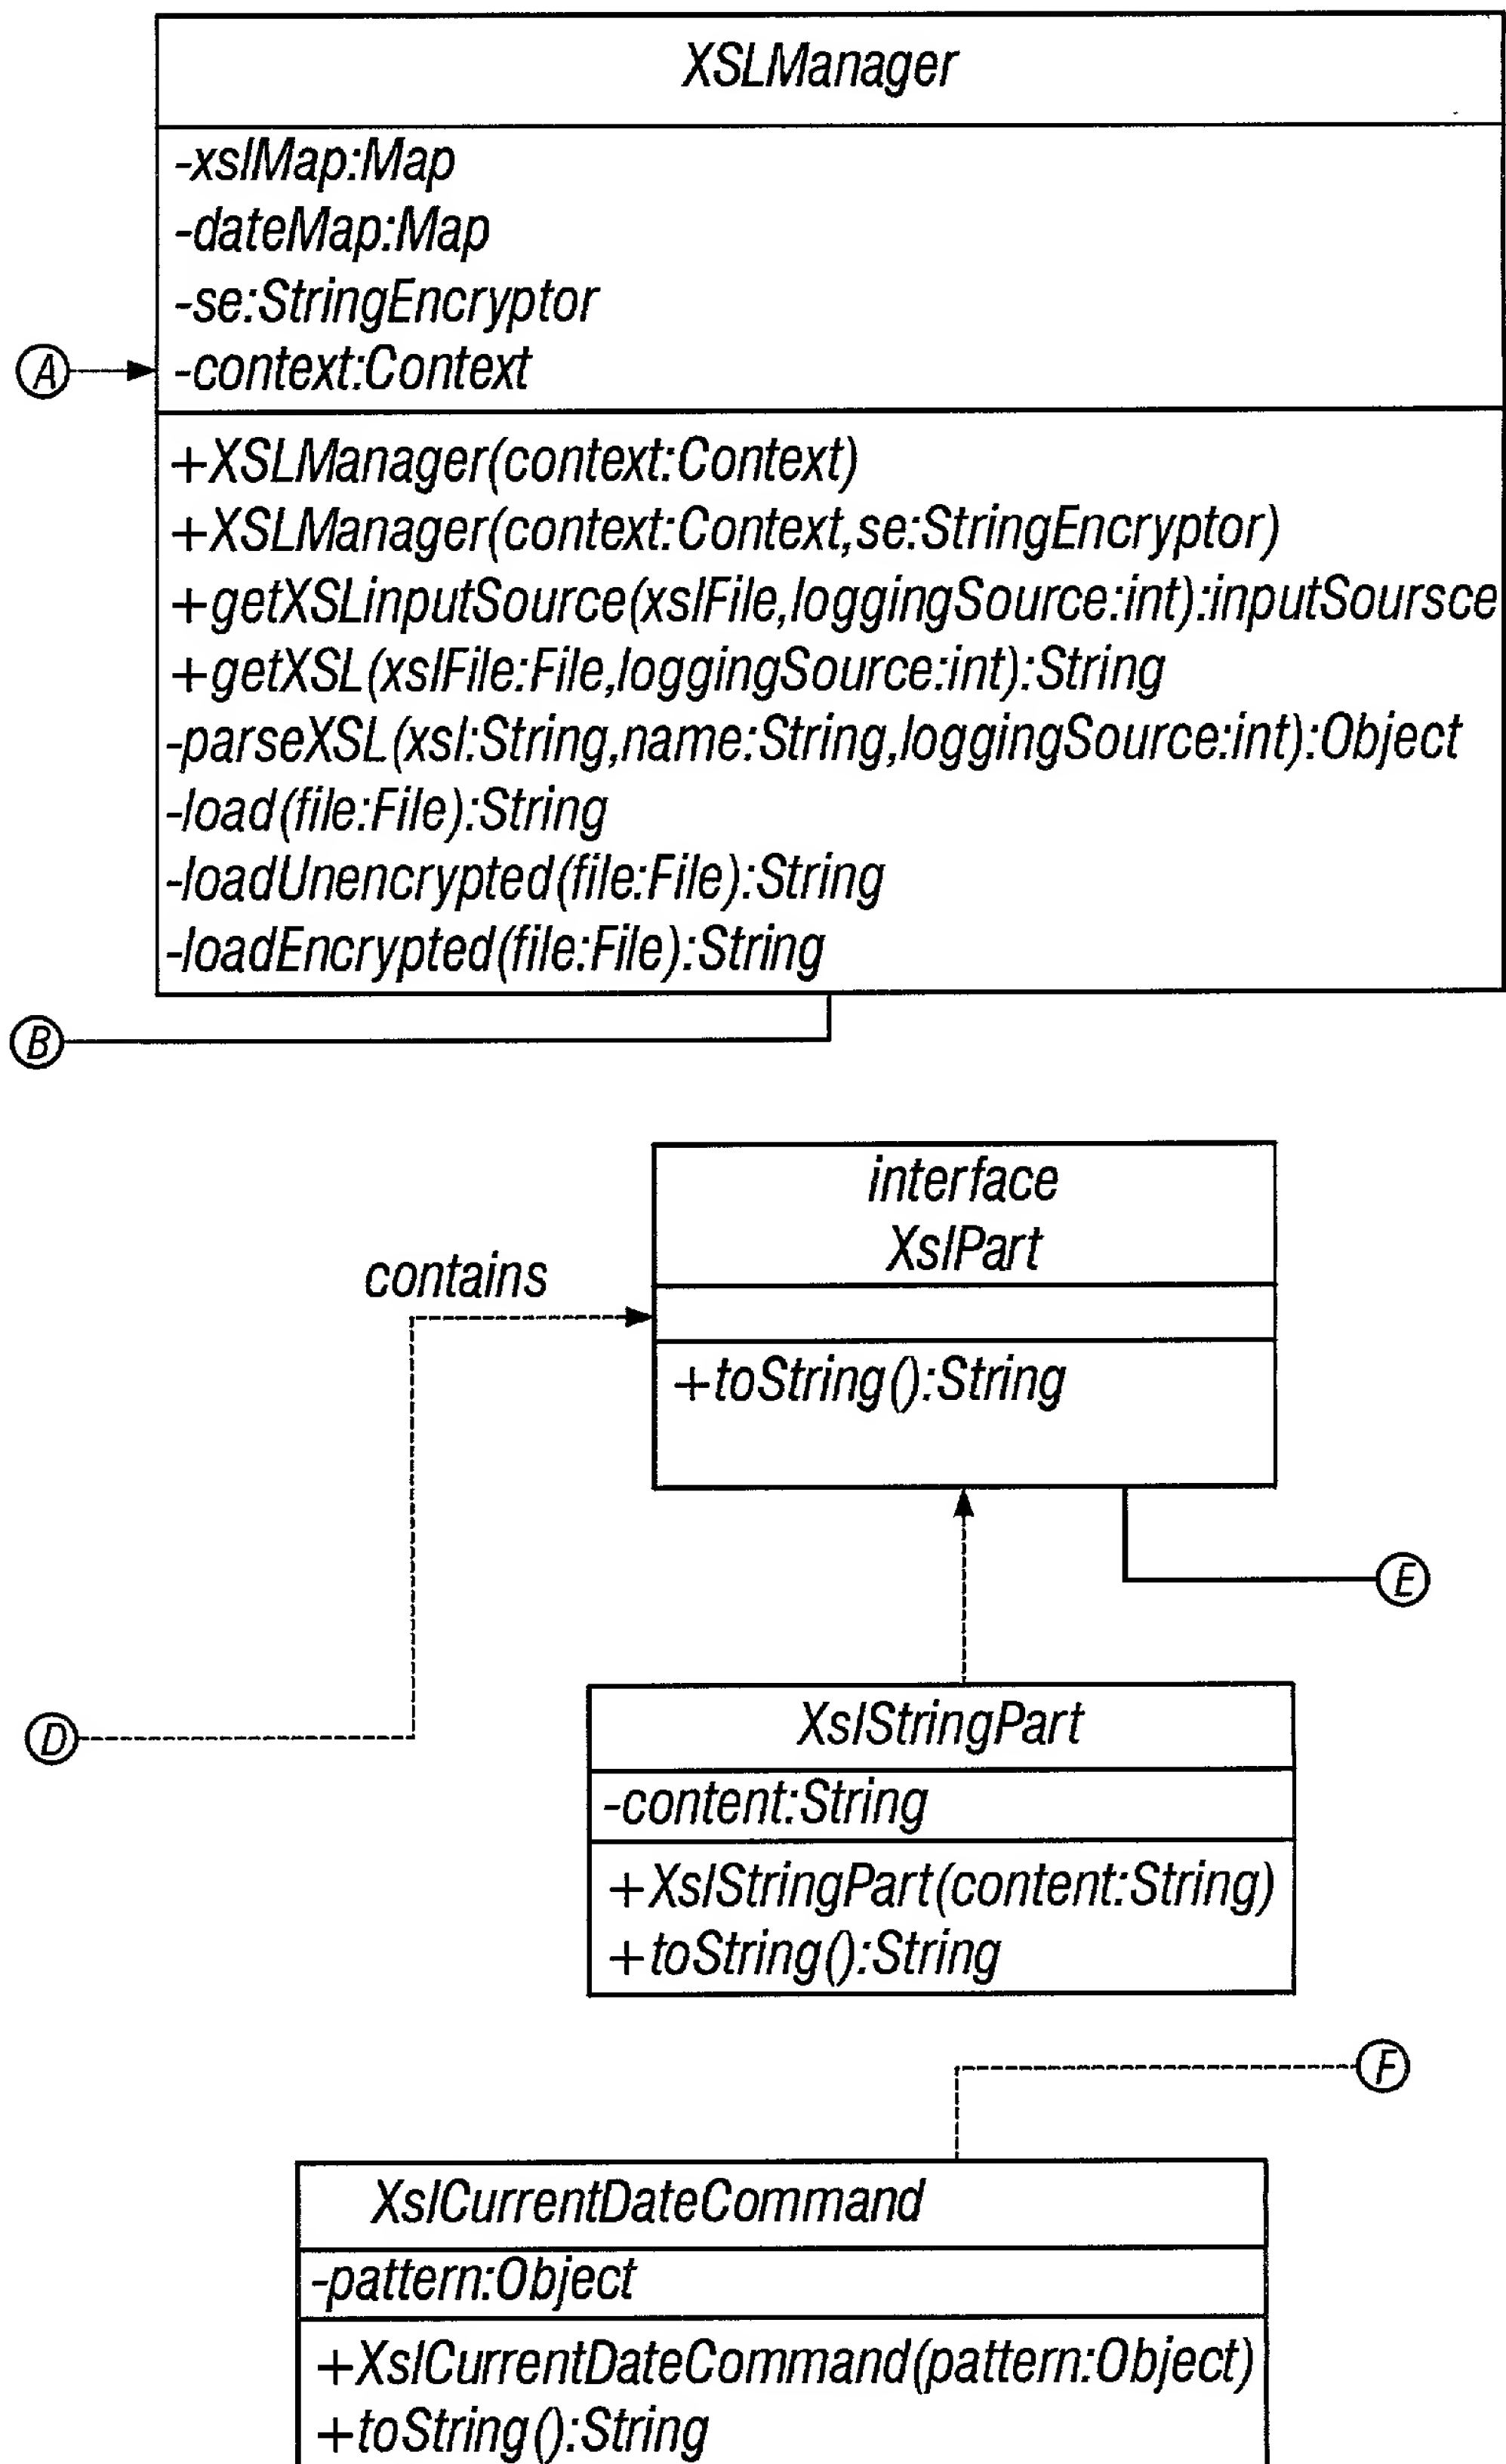 XSLManager
-xslMap:Map
-dateMap:Map
-se:StringEncryptor
A
-context:Context
+XSLManager(context:Context)
+XSLManager(context:Context,se:StringEncryptor)
+getXSLinputSource(xslFile,loggingSource:int):inputSoursce
+getXSL(xslFile:File,loggingSource:int):String
-parseXSL(xsl:String,name:String,loggingSource:int):Object
-load(file:File):String
-loadUnencrypted(file:File):String
-loadEncrypted(file:File):String
B
interface
XslPart
contains
+toString():String
E
XslStringPart
D
-content:String
+XslStringPart(content:String)
+toString():String
F
XslCurrentDateCommand
-pattern:Object
+XslCurrentDateCommand(pattern:Object)
+toString():String